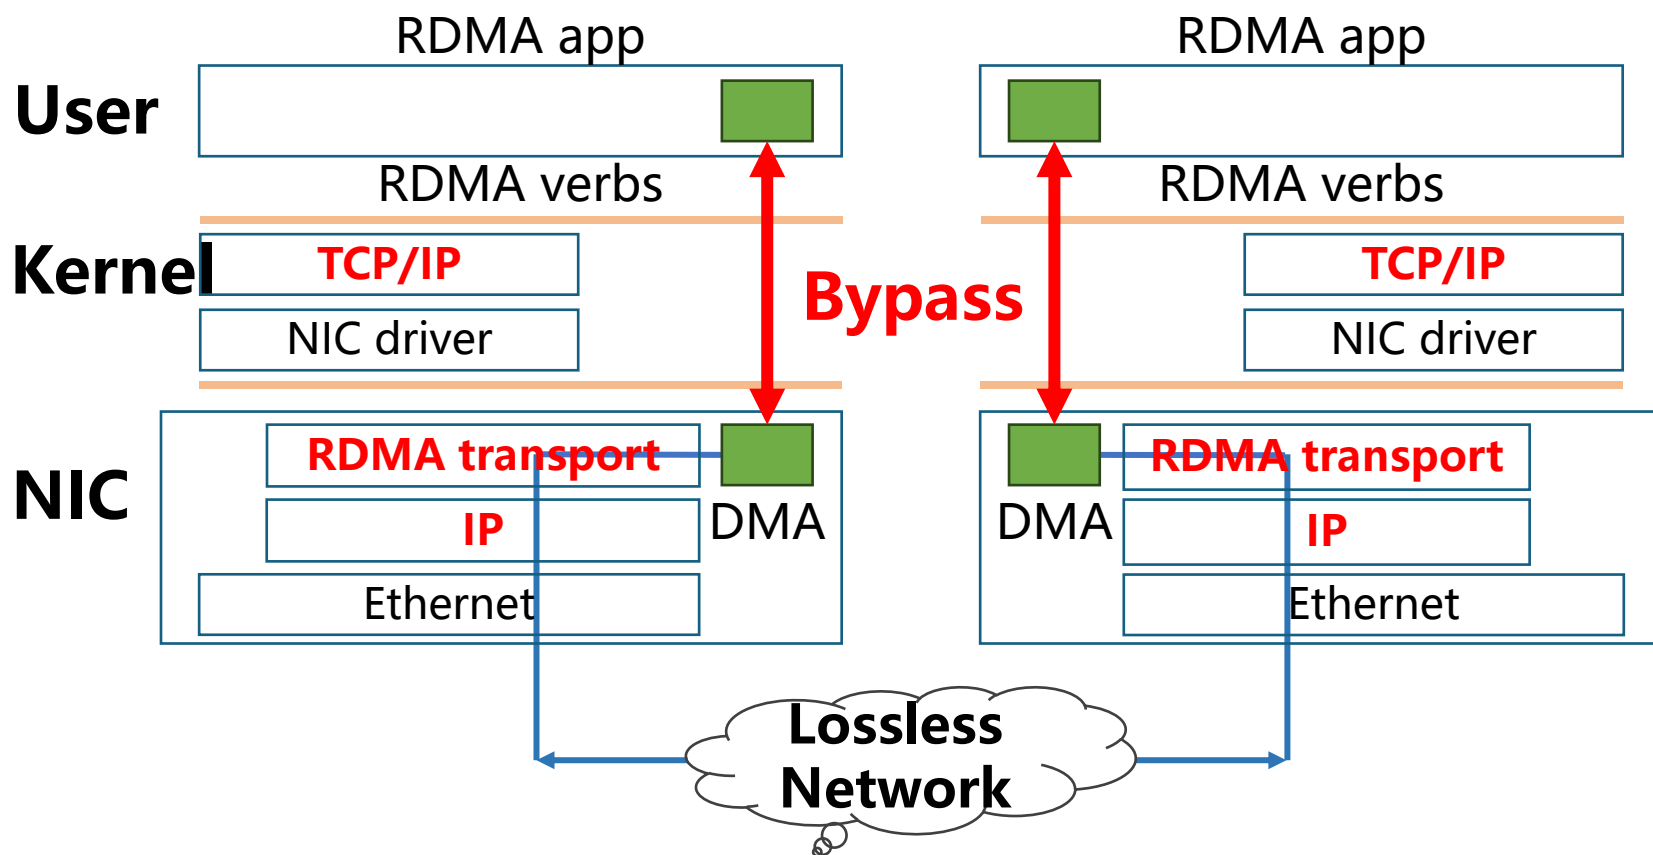 RDMA app
RDMA app
User
RDMA verbs
RDMA verbs
Kernel
TCP/IP
TCP/IP
Bypass
NIC driver
NIC driver
NIC
RDMA transport
RDMA transport
IP
DMA
DMA
IP
Ethernet
Ethernet
Lossless
Network